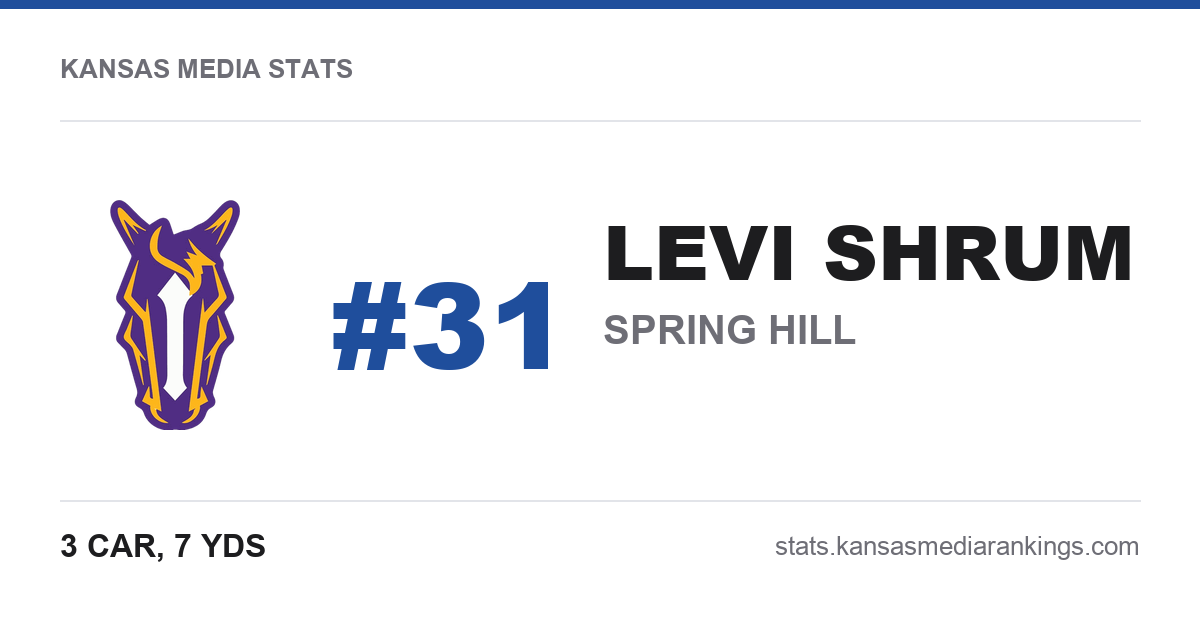 KANSAS MEDIA STATS
#31
LEVI SHRUM
SPRING HILL
3 CAR, 7 YDS
stats.kansasmediarankings.com